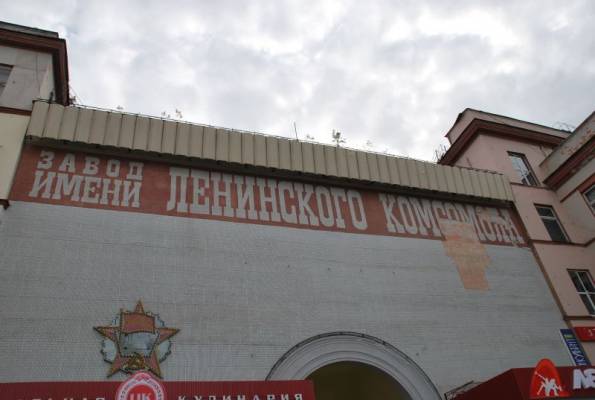 ЗАВОД
ИМЕНИ ЛЕНИНСКОГО КОМСОМОЛА
КУЛИНАРИЯ